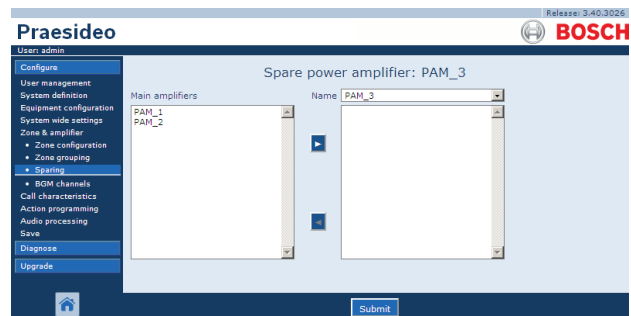 Release: 3.40.3026
Praesideo
BOSCH
User: admin
Configure
User management
System definition
Equipment configuration
System wide settings
Zone & amplifier
• Zone configuration
• Zone grouping
• Sparing
• BGM channels
Call characteristics
Action programming
Audio processing
Save
Diagnose
Upgrade
Spare power amplifier: PAM_3
Main amplifiers
Name PAM_3
PAM_1
PAM_2
Submit